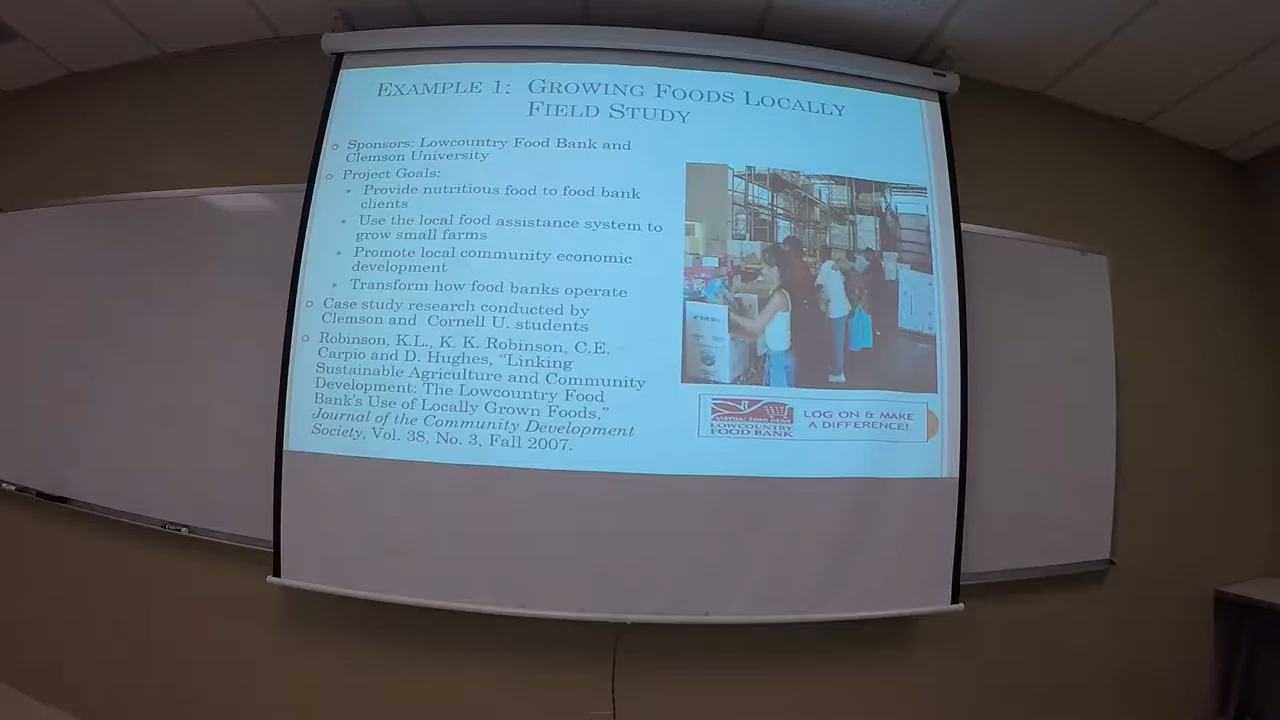 EXAMPLE 1: GROWING FOODS LOCALLY
FIELD STUDY
Sponsors: Lowcountry Food Bank and
Clemson University
Project Goals:
Provide nutritious food to food bank
clients
Use the local food assistance system to
grow small farms
Promote local community economic
development
Transform how food banks operate
Case study research conducted by
Clemson and Cornell U. students
Robinson, K.L., K. K. Robinson, C.E.
Carpio and D. Hughes, “Linking
Sustainable Agriculture and Community
Development: The Lowcountry Food
Bank's Use of Locally Grown Foods,”
Journal of the Community Development
Society, Vol. 38, No. 3, Fall 2007.
VIRTUAL FOOD DRIVE
LOWCOUNTRY
FOOD BANK
LOG ON & MAKE
A DIFFERENCE!